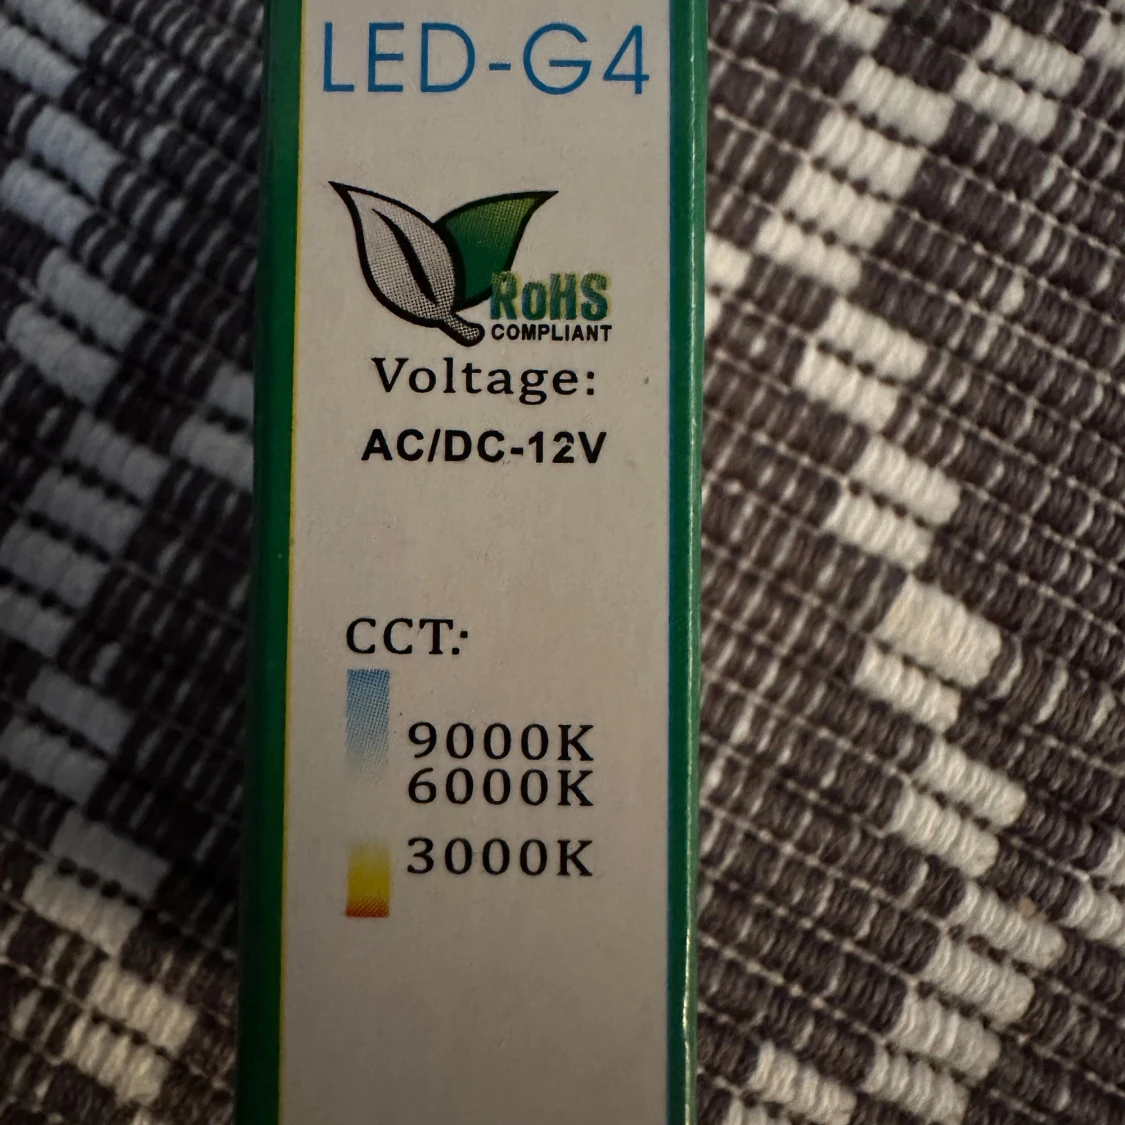 LED-G4
RoHS
COMPLIANT
Voltage:
AC/DC-12V
CCT:
9000K
6000K
3000K